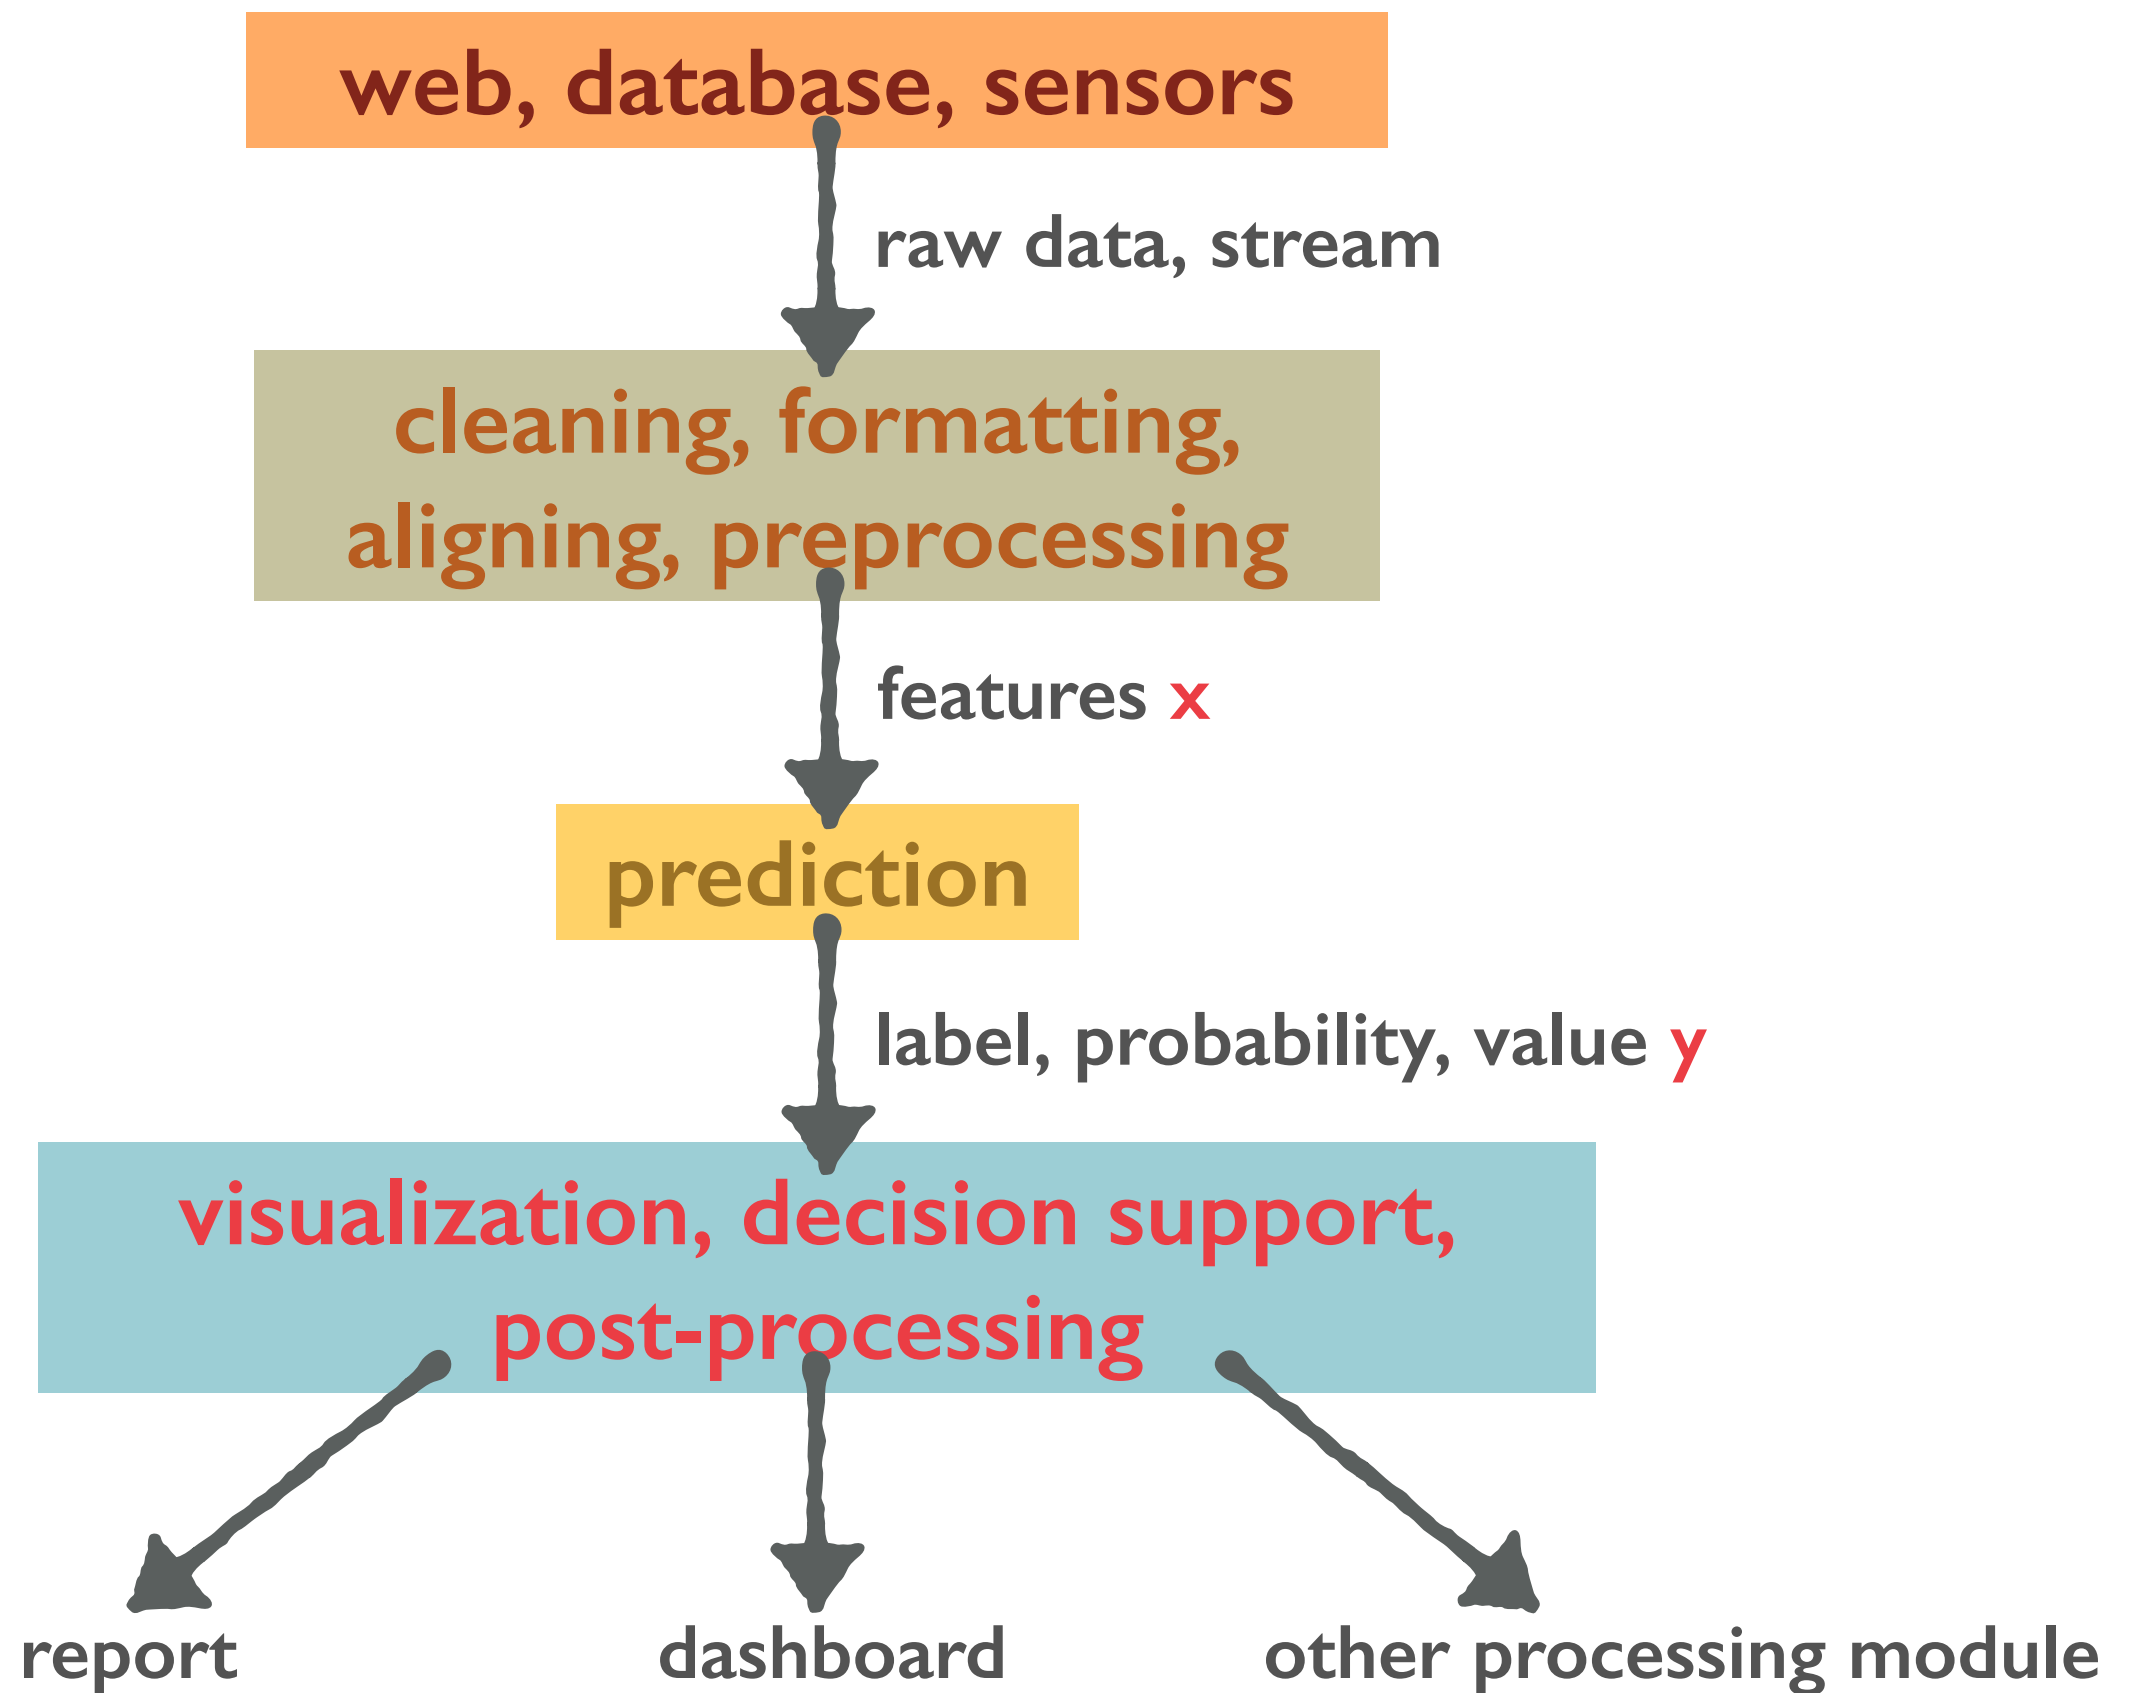 web, database, sensors
raw data, stream
cleaning, formatting,
aligning, preprocessing
features x
prediction
label, probability, value y
visualization, decision support,
post-processing
report
dashboard
other processing module